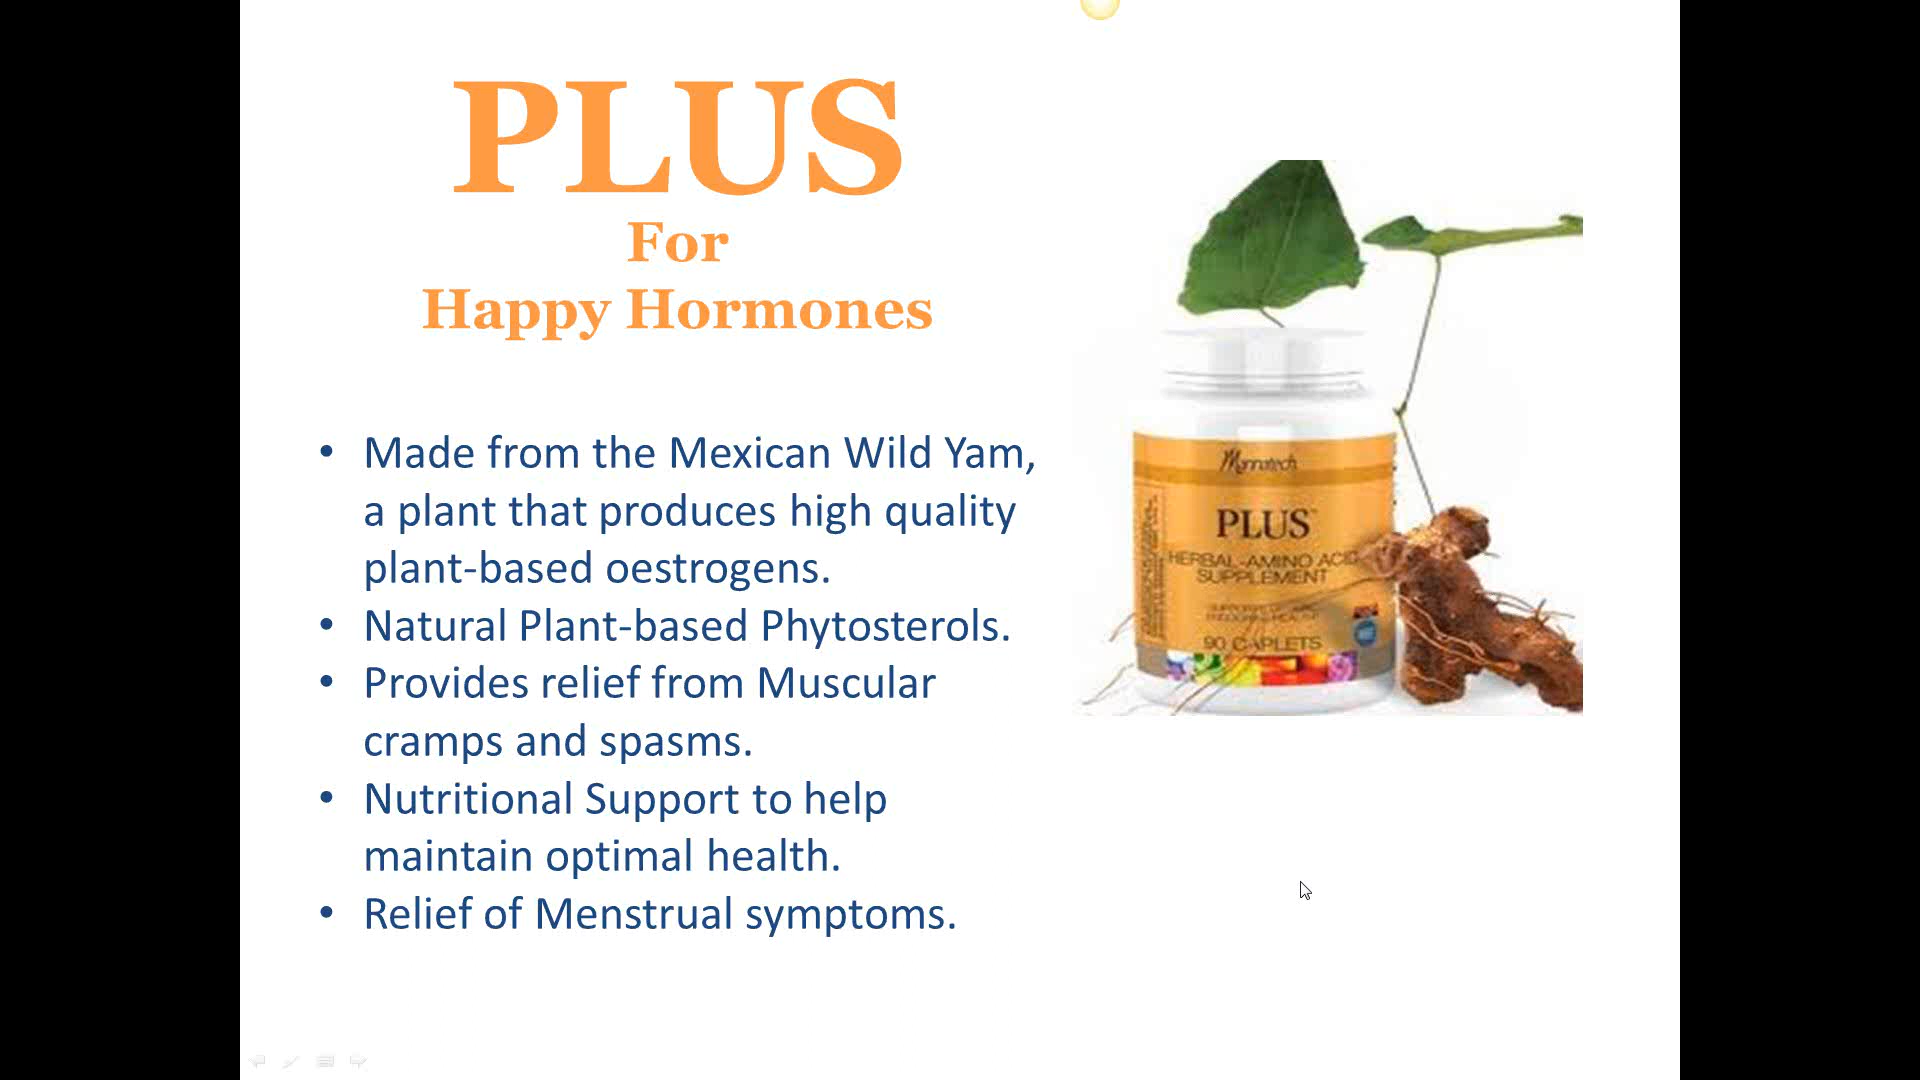 PLUS
For
Happy Hormones
• Made from the Mexican Wild Yam,
a plant that produces high quality
plant-based oestrogens.
• Natural Plant-based Phytosterols.
• Provides relief from Muscular
cramps and spasms.
• Nutritional Support to help
maintain optimal health.
• Relief of Menstrual symptoms.
Mannatech
PLUS™
HERBAL-AMINO ACID
SUPPLEMENT
90 CAPLETS